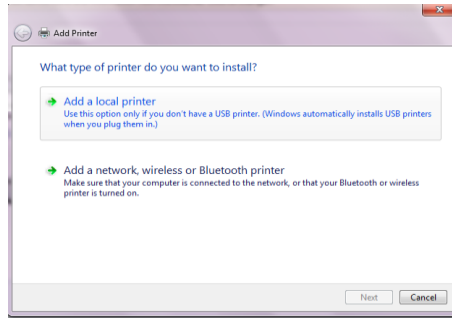 Add Printer
What type of printer do you want to install?
Add a local printer
Use this option only if you don't have a USB printer. (Windows automatically installs USB printers
when you plug them in.)
Add a network, wireless or Bluetooth printer
Make sure that your computer is connected to the network, or that your Bluetooth or wireless
printer is turned on.
Next Cancel